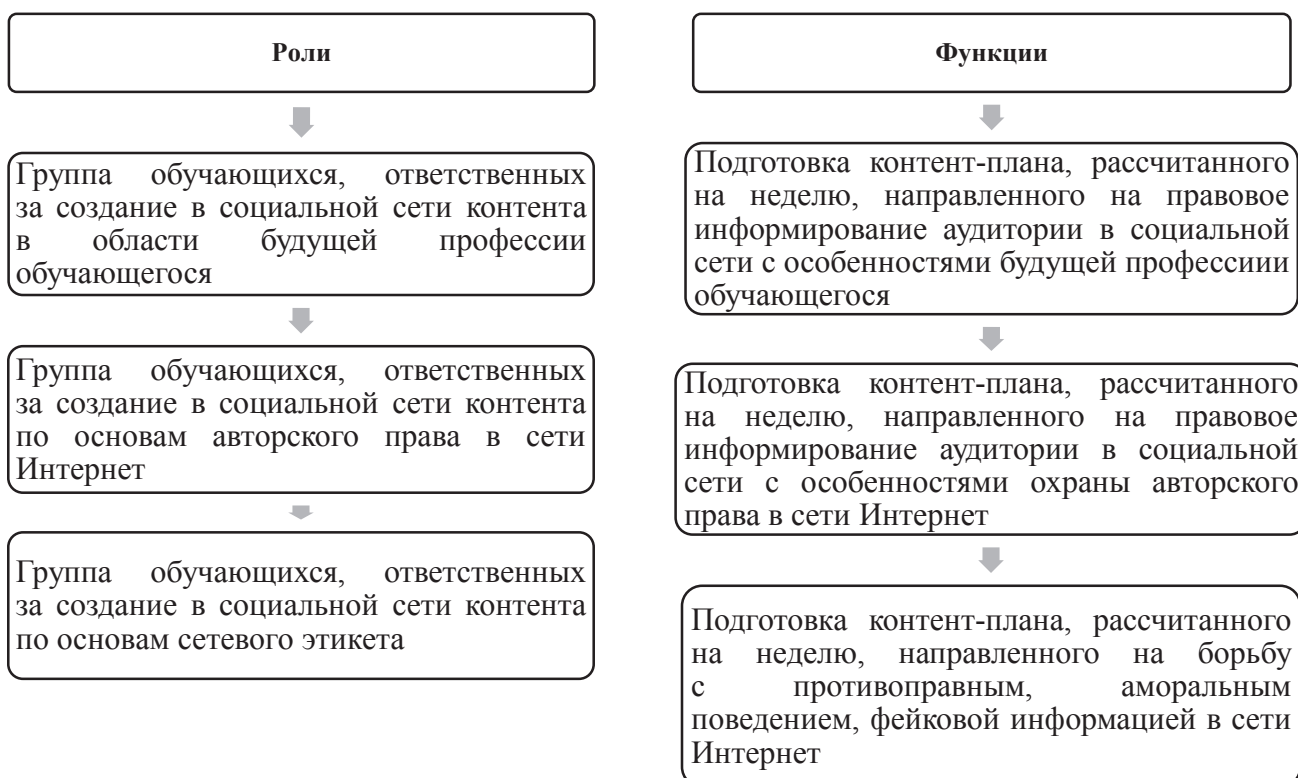 Роли
Группа обучающихся, ответственных
за создание в социальной сети контента
в области будущей профессии
обучающегося
Группа обучающихся, ответственных
за создание в социальной сети контента
по основам авторского права в сети
Интернет
Группа обучающихся, ответственных
за создание в социальной сети контента
по основам сетевого этикета
Функции
Подготовка контент-плана, рассчитанного
на неделю, направленного на правовое
информирование аудитории в социальной
сети с особенностями будущей профессиии
обучающегося
Подготовка контент-плана, рассчитанного
на неделю, направленного на правовое
информирование аудитории в социальной
сети с особенностями охраны авторского
права в сети Интернет
Подготовка контент-плана, рассчитанного
на неделю, направленного на борьбу
с противоправным, аморальным
поведением, фейковой информацией в сети
Интернет